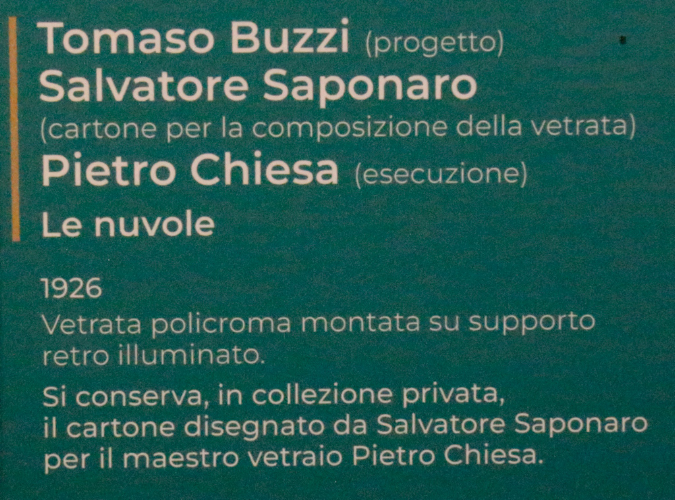 Tomaso Buzzi (progetto)
Salvatore Saponaro
(cartone per la composizione della vetrata)
Pietro Chiesa (esecuzione)
Le nuvole
1926
Vetrata policroma montata su supporto
retro illuminato.
Si conserva, in collezione privata,
il cartone disegnato da Salvatore Saponaro
per il maestro vetraio Pietro Chiesa.